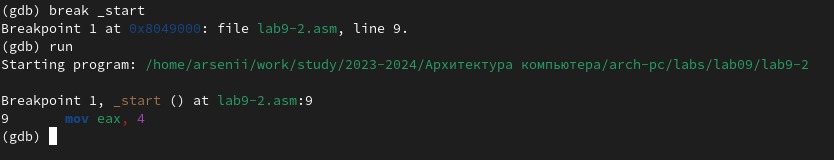 (gdb) break _start
Breakpoint 1 at 0x8049000: file lab9-2.asm, line 9.
(gdb) run
Starting program: /home/arsenii/work/study/2023-2024/Архитектура компьютера/arch-pc/labs/lab09/lab9-2
Breakpoint 1, _start () at lab9-2.asm:9
9       mov eax, 4
(gdb)